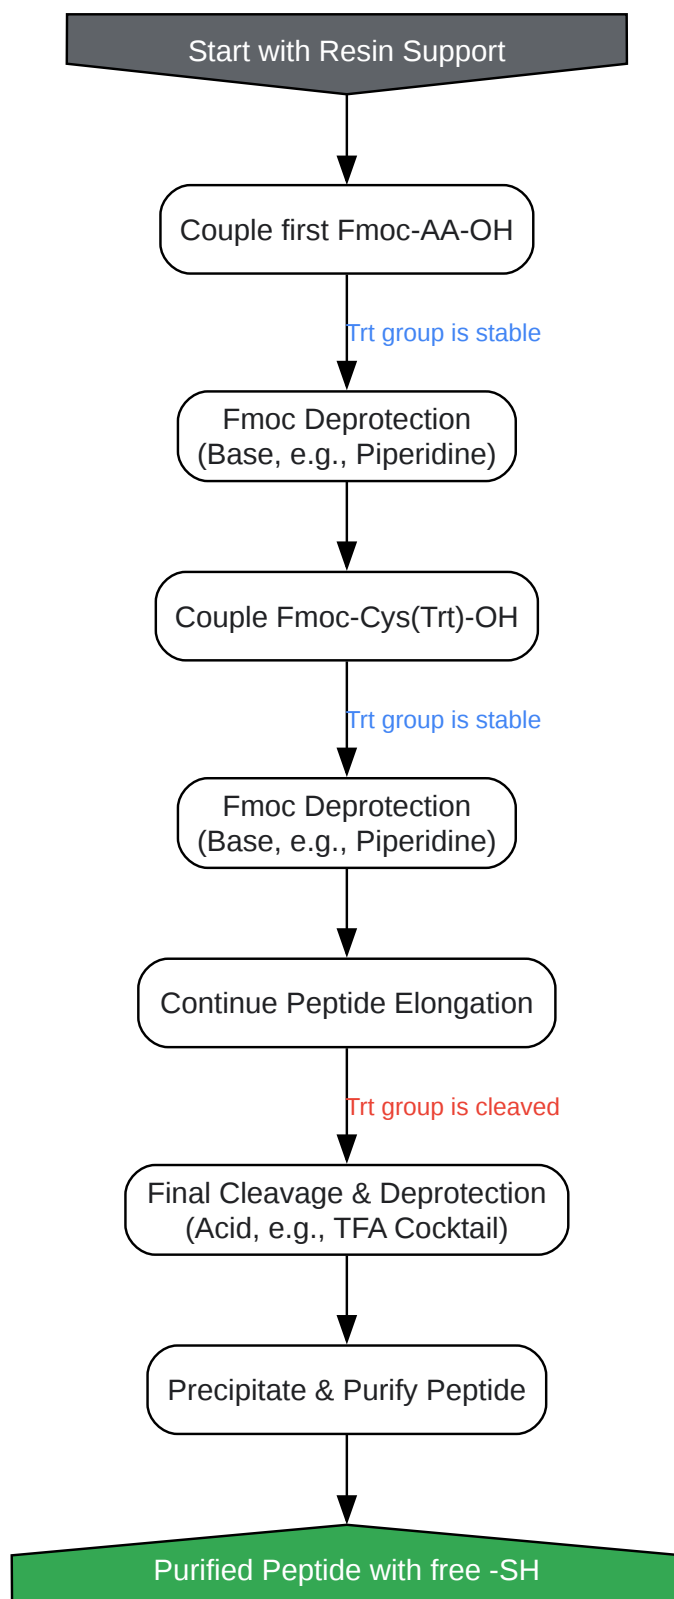 Start with Resin Support
Couple first Fmoc-AA-OH
Trt group is stable
Fmoc Deprotection
(Base, e.g., Piperidine)
Couple Fmoc-Cys(Trt)-OH
Trt group is stable
Fmoc Deprotection
(Base, e.g., Piperidine)
Continue Peptide Elongation
Trt group is cleaved
Final Cleavage & Deprotection
(Acid, e.g., TFA Cocktail)
Precipitate & Purify Peptide
Purified Peptide with free -SH